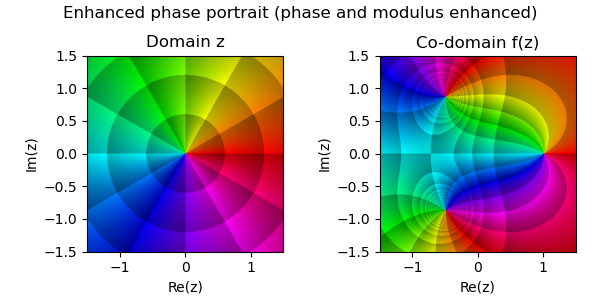 Enhanced phase portrait (phase and modulus enhanced)
Domain z
Co-domain f(z)
1.5
1.0
0.5
0.0
−0.5
−1.0
−1.5
Im(z)
−1
0
1
Re(z)
1.5
1.0
0.5
0.0
−0.5
−1.0
−1.5
Im(z)
−1
0
1
Re(z)